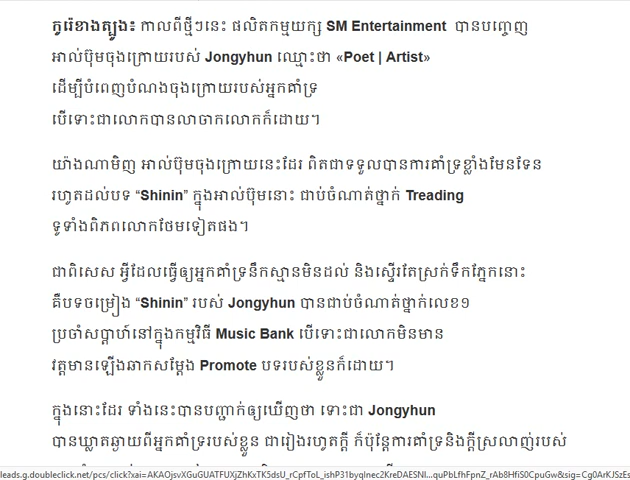 កូរ៉េខាងត្បូង៖ កាលពីថ្មីៗនេះ ផលិតកម្មយក្ស SM Entertainment បានបញ្ចេញ
អាល់ប៊ុមចុងក្រោយរបស់ Jongyhun ឈ្មោះថា «Poet | Artist»
ដើម្បីបំពេញបំណងចុងក្រោយរបស់អ្នកគាំទ្រ
បើទោះជាលោកបានលាចាកលោកក៏ដោយ។
យ៉ាងណាមិញ អាល់ប៊ុមចុងក្រោយនេះដែរ ពិតជាទទួលបានការគាំទ្រខ្លាំងមែនទែន
រហូតដល់បទ “Shinin” ក្នុងអាល់ប៊ុមនោះ ជាប់ចំណាត់ថ្នាក់ Treading
ទូទាំងពិភពលោកថែមទៀតផង។
ជាពិសេស អ្វីដែលធ្វើឲ្យអ្នកគាំទ្រនឹកស្មានមិនដល់ និងស្ទើរតែស្រក់ទឹកភ្នែកនោះ
គឺបទចម្រៀង “Shinin” របស់ Jongyhun បានជាប់ចំណាត់ថ្នាក់លេខ១
ប្រចាំសប្តាហ៍នៅក្នុងកម្មវិធី Music Bank បើទោះជាលោកមិនមាន
វត្តមានឡើងឆាកសម្តែង Promote បទរបស់ខ្លួនក៏ដោយ។
ក្នុងនោះដែរ ទាំងនេះបានបញ្ជាក់ឲ្យឃើញថា ទោះជា Jongyhun
បានឃ្លាតឆ្ងាយពីអ្នកគាំទ្ររបស់ខ្លួន ជារៀងរហូតក្តី ក៏ប៉ុន្តែការគាំទ្រនិងក្តីស្រលាញ់របស់